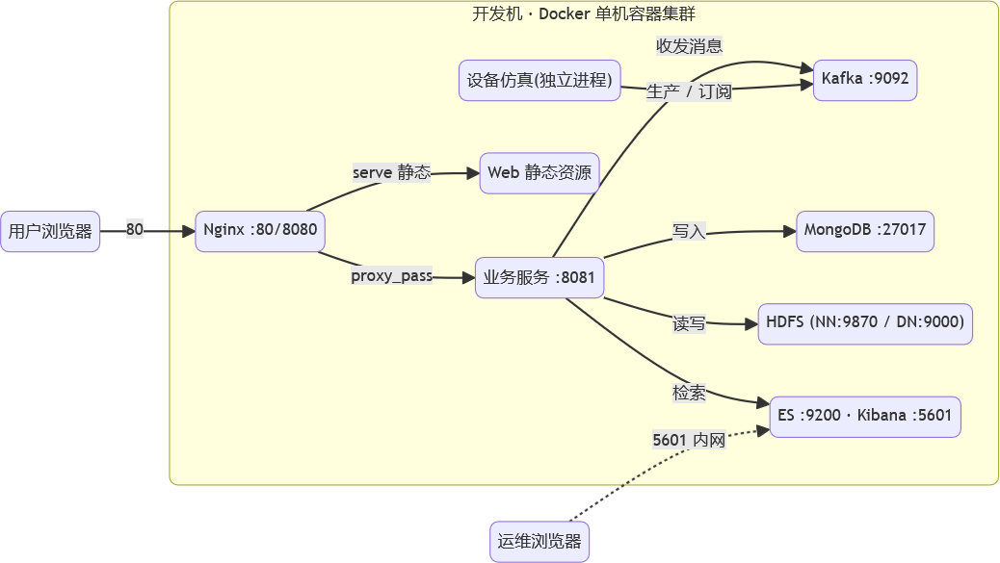 开发机 · Docker 单机容器集群
收发消息
设备仿真(独立进程)
生产 / 订阅
Kafka :9092
serve 静态
Web 静态资源
用户浏览器
80
Nginx :80/8080
写入
MongoDB :27017
proxy_pass
业务服务 :8081
读写
HDFS (NN:9870 / DN:9000)
检索
ES :9200 · Kibana :5601
5601 内网
运维浏览器